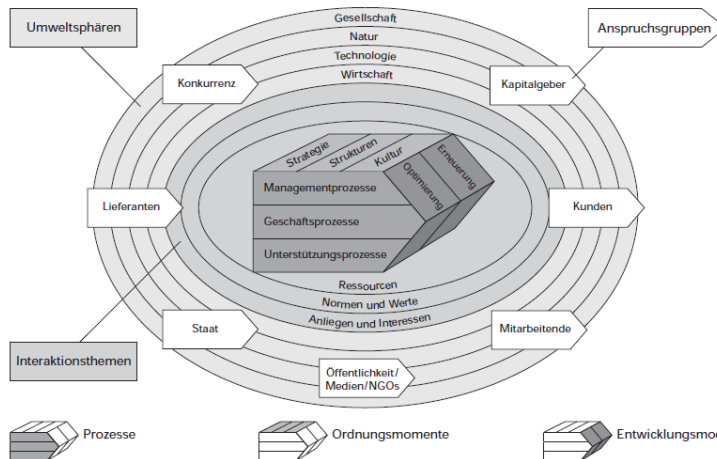 Gesellschaft
Umweltsphären
Anspruchsgruppen
Natur
Technologie
Konkurrenz
Wirtschaft
Kapitalgeber
Strategie
Strukturen
Kultur
Optimierung
Erneuerung
Managementprozesse
Lieferanten
Geschäftsprozesse
Kunden
Unterstützungsprozesse
Ressourcen
Normen und Werte
Anliegen und Interessen
Staat
Mitarbeitende
Interaktionsthemen
Öffentlichkeit/
Medien/NGOs
Prozesse
Ordnungsmomente
Entwicklungsmo